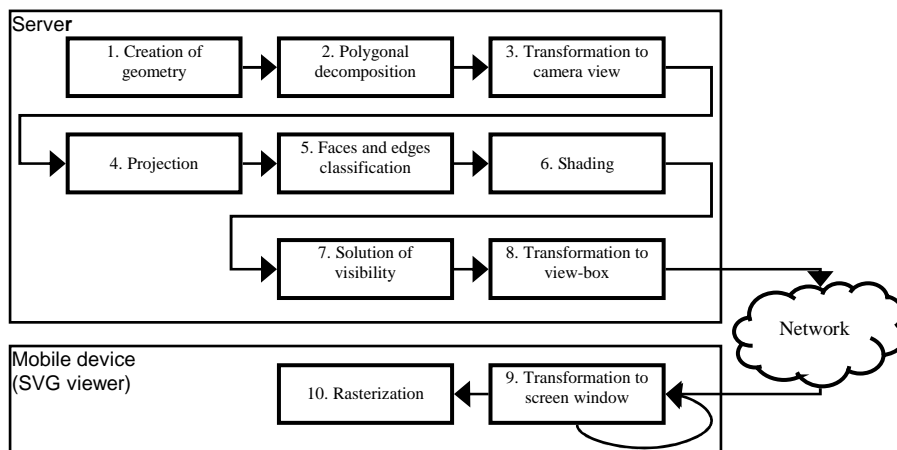 Server
1. Creation of
geometry
2. Polygonal
decomposition
3. Transformation to
camera view
4. Projection
5. Faces and edges
classification
6. Shading
7. Solution of
visibility
8. Transformation to
view-box
Network
Mobile device
(SVG viewer)
9. Transformation to
screen window
10. Rasterization